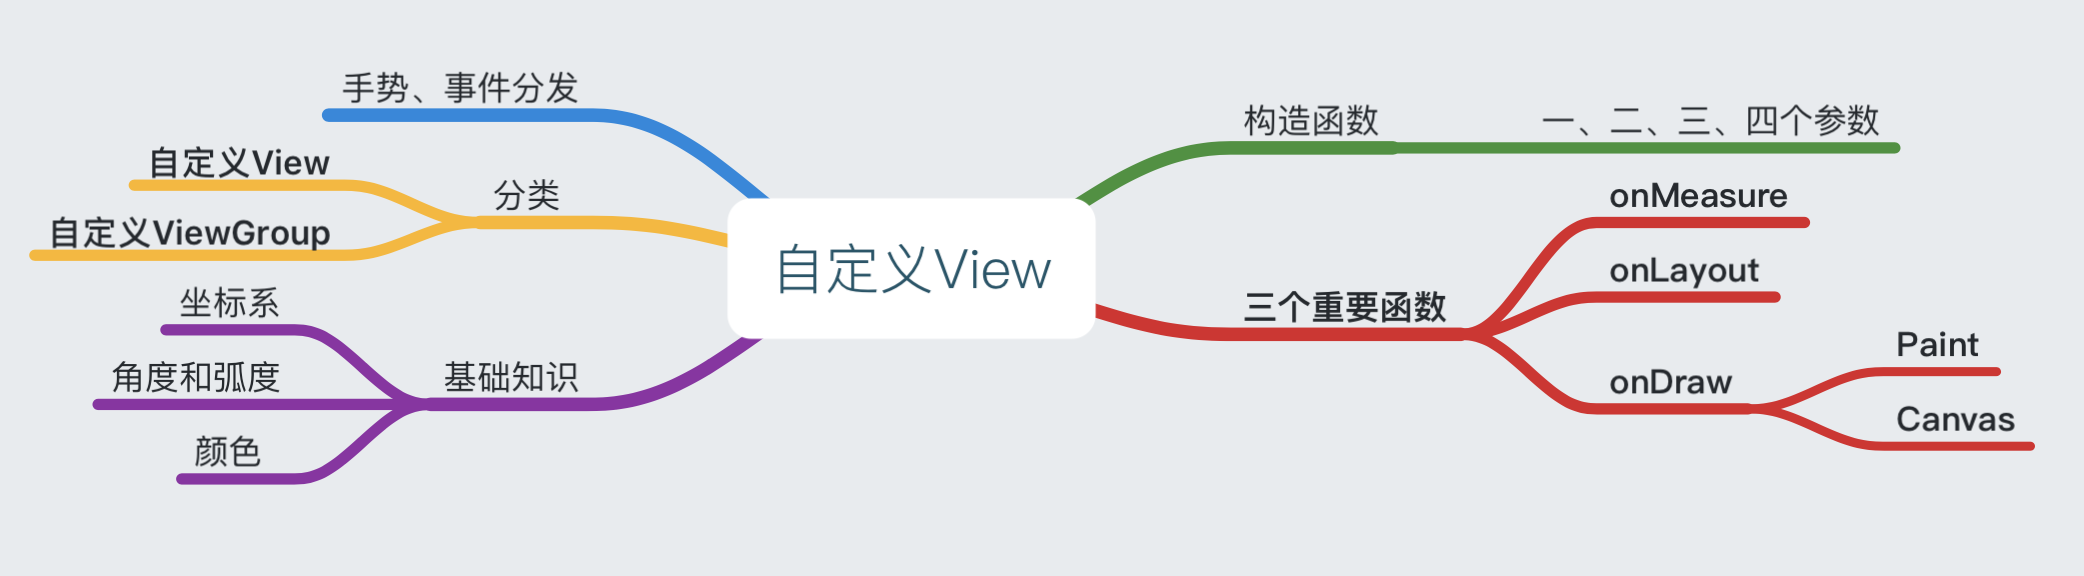 自定义View
手势、事件分发
分类
自定义View
自定义ViewGroup
基础知识
坐标系
角度和弧度
颜色
构造函数
一、二、三、四个参数
三个重要函数
onMeasure
onLayout
onDraw
Paint
Canvas